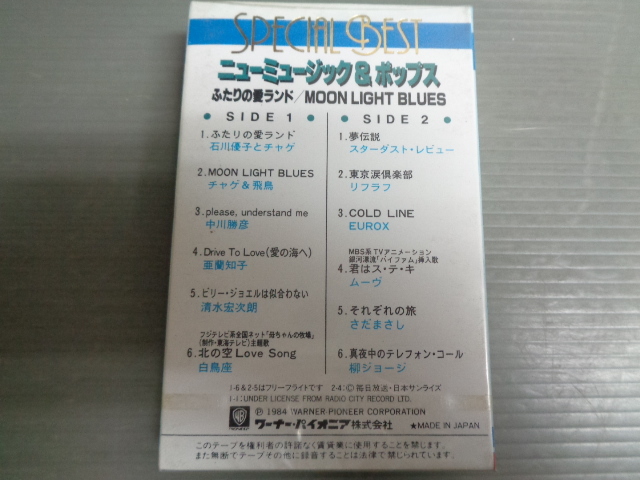 SPECIAL BEST
ニューミュージック&ポップス
ふたりの愛ランド/MOON LIGHT BLUES
● SIDE 1 ●
1.ふたりの愛ランド
石川優子とチャゲ
2.MOON LIGHT BLUES
チャゲ&飛鳥
3.please, understand me
中川勝彦
4.Drive To Love(愛の海へ)
亜蘭知子
5.ビリー・ジョエルは似合わない
清水宏次朗
フジテレビ系全国ネット「母ちゃんの牧場」
(制作・東海テレビ)主題歌
6.北の空Love Song
白鳥座
● SIDE 2 ●
1.夢伝説
スターダスト・レビュー
2.東京涙倶楽部
リフラフ
3.COLD LINE
EUROX
MBS系TVアニメーション
銀河漂流「バイファム」挿入歌
4.君はス・テ・キ
ムーヴ
5.それぞれの旅
さだまさし
6.真夜中のテレフォン・コール
柳ジョージ
1-6&2-5はフリーフライトです 2-4:©毎日放送・日本サンライズ
1-1:UNDER LICENSE FROM RADIO CITY RECORD LTD.
WB
℗ 1984 WARNER-PIONEER CORPORATION
ワーナー・パイオニア株式会社
★MADE IN JAPAN
このテープを権利者の許諾なく賃貸業に使用することを禁じます。
また無断でテープその他に録音することは法律で禁じられています。